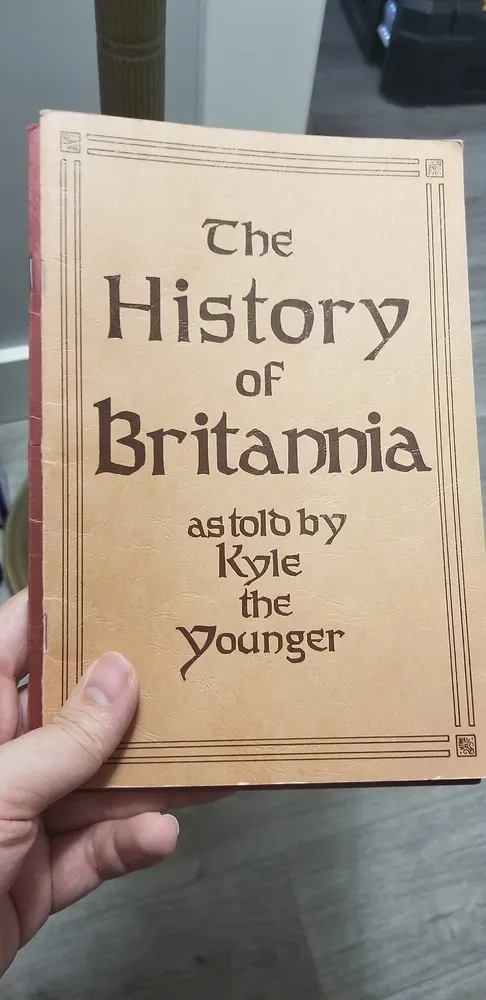 The
History
of
Britannia
as told by
Kyle
the
Younger